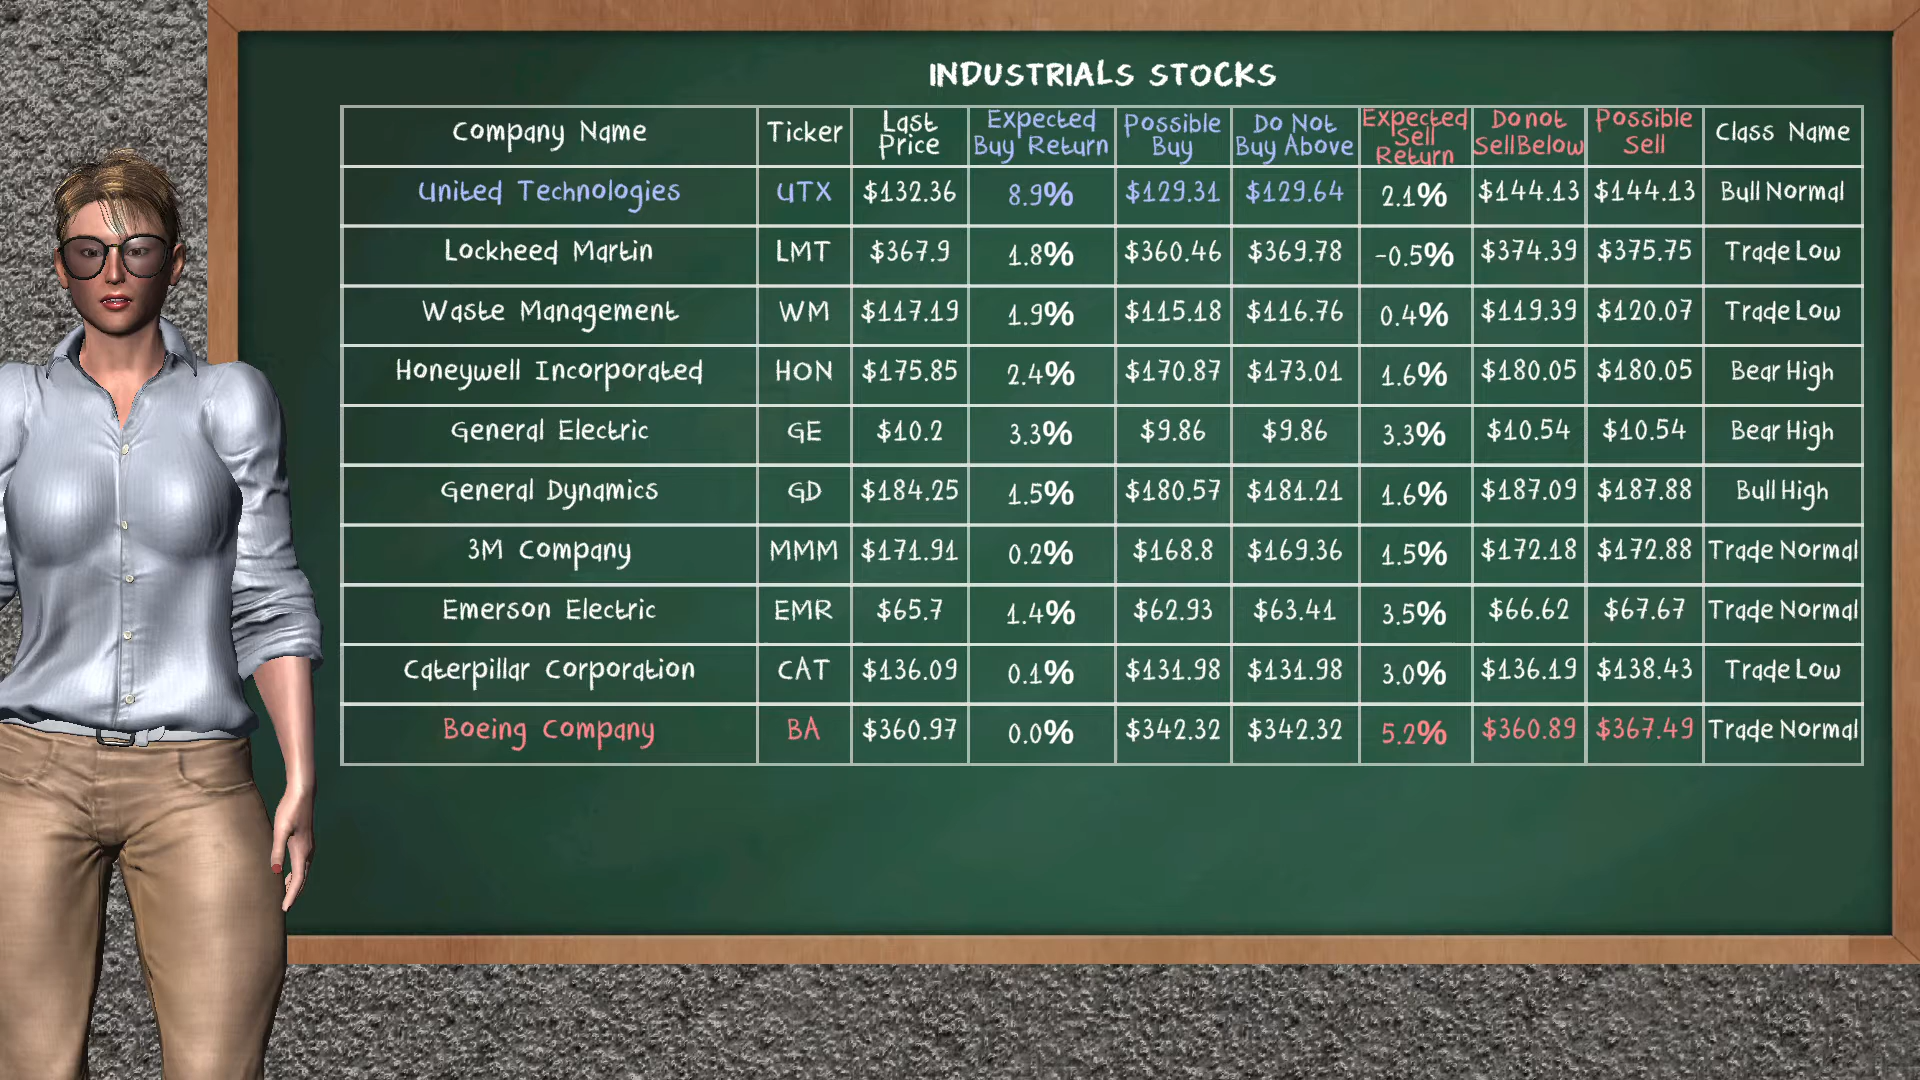 INDUSTRIALS STOCKS
Company Name Ticker Last Price Expected Buy Return Possible Buy Do Not Buy Above Expected Sell Return Do not Sell Below Possible Sell Class Name
United Technologies UTX $132.36 8.9% $129.31 $129.64 2.1% $144.13 $144.13 Bull Normal
Lockheed Martin LMT $367.9 1.8% $360.46 $369.78 -0.5% $374.39 $375.75 Trade Low
Waste Management WM $117.19 1.9% $115.18 $116.76 0.4% $119.39 $120.07 Trade Low
Honeywell Incorporated HON $175.85 2.4% $170.87 $173.01 1.6% $180.05 $180.05 Bear High
General Electric GE $10.2 3.3% $9.86 $9.86 3.3% $10.54 $10.54 Bear High
General Dynamics GD $184.25 1.5% $180.57 $181.21 1.6% $187.09 $187.88 Bull High
3M Company MMM $171.91 0.2% $168.8 $169.36 1.5% $172.18 $172.88 Trade Normal
Emerson Electric EMR $65.7 1.4% $62.93 $63.41 3.5% $66.62 $67.67 Trade Normal
Caterpillar Corporation CAT $136.09 0.1% $131.98 $131.98 3.0% $136.19 $138.43 Trade Low
Boeing Company BA $360.97 0.0% $342.32 $342.32 5.2% $360.89 $367.49 Trade Normal